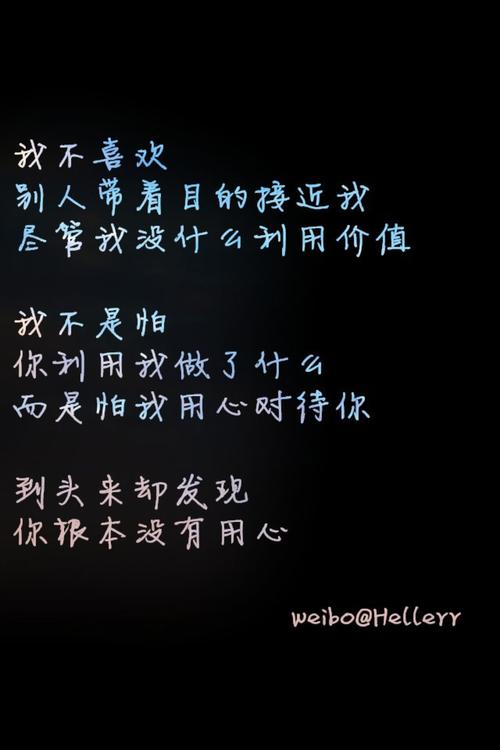 我不喜欢
别人带着目的接近我
尽管我没什么利用价值
我不是怕
你利用我做了什么
而是怕我用心对待你
到头来却发现
你根本没有用心
weibo@Hellerr